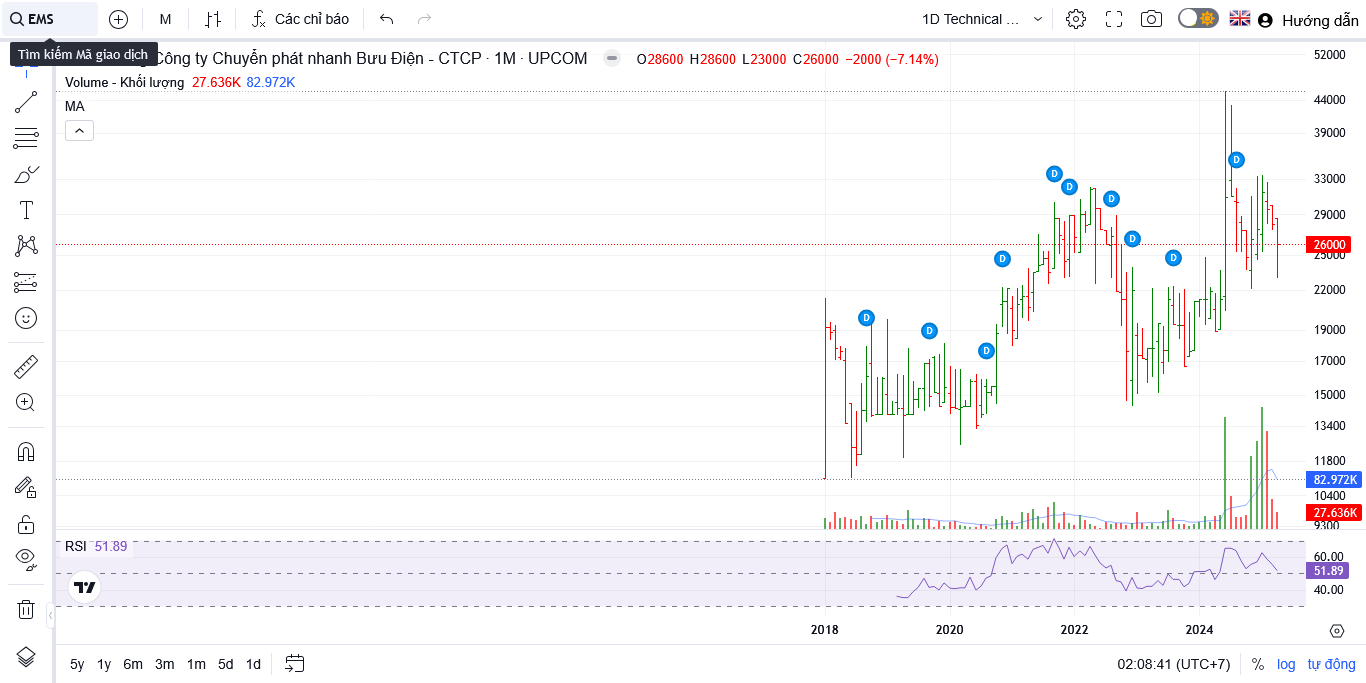 EMS
M
Các chỉ báo
1D Technical ...
Hướng dẫn
Tìm kiếm Mã giao dịch
Công ty Chuyển phát nhanh Bưu Điện - CTCP · 1M · UPCOM
O28600 H28600 L23000 C26000 −2000 (−7.14%)
Volume - Khối lượng 27.636K 82.972K
MA
52000
44000
39000
33000
29000
26000
25000
22000
19000
17000
15000
13400
11800
82.972K
10400
27.636K
9300
D
D
D
D
D
D
D
D
D
D
RSI 51.89
60.00
51.89
40.00
2018 2020 2022 2024
5y 1y 6m 3m 1m 5d 1d
02:08:41 (UTC+7)
% log tự động